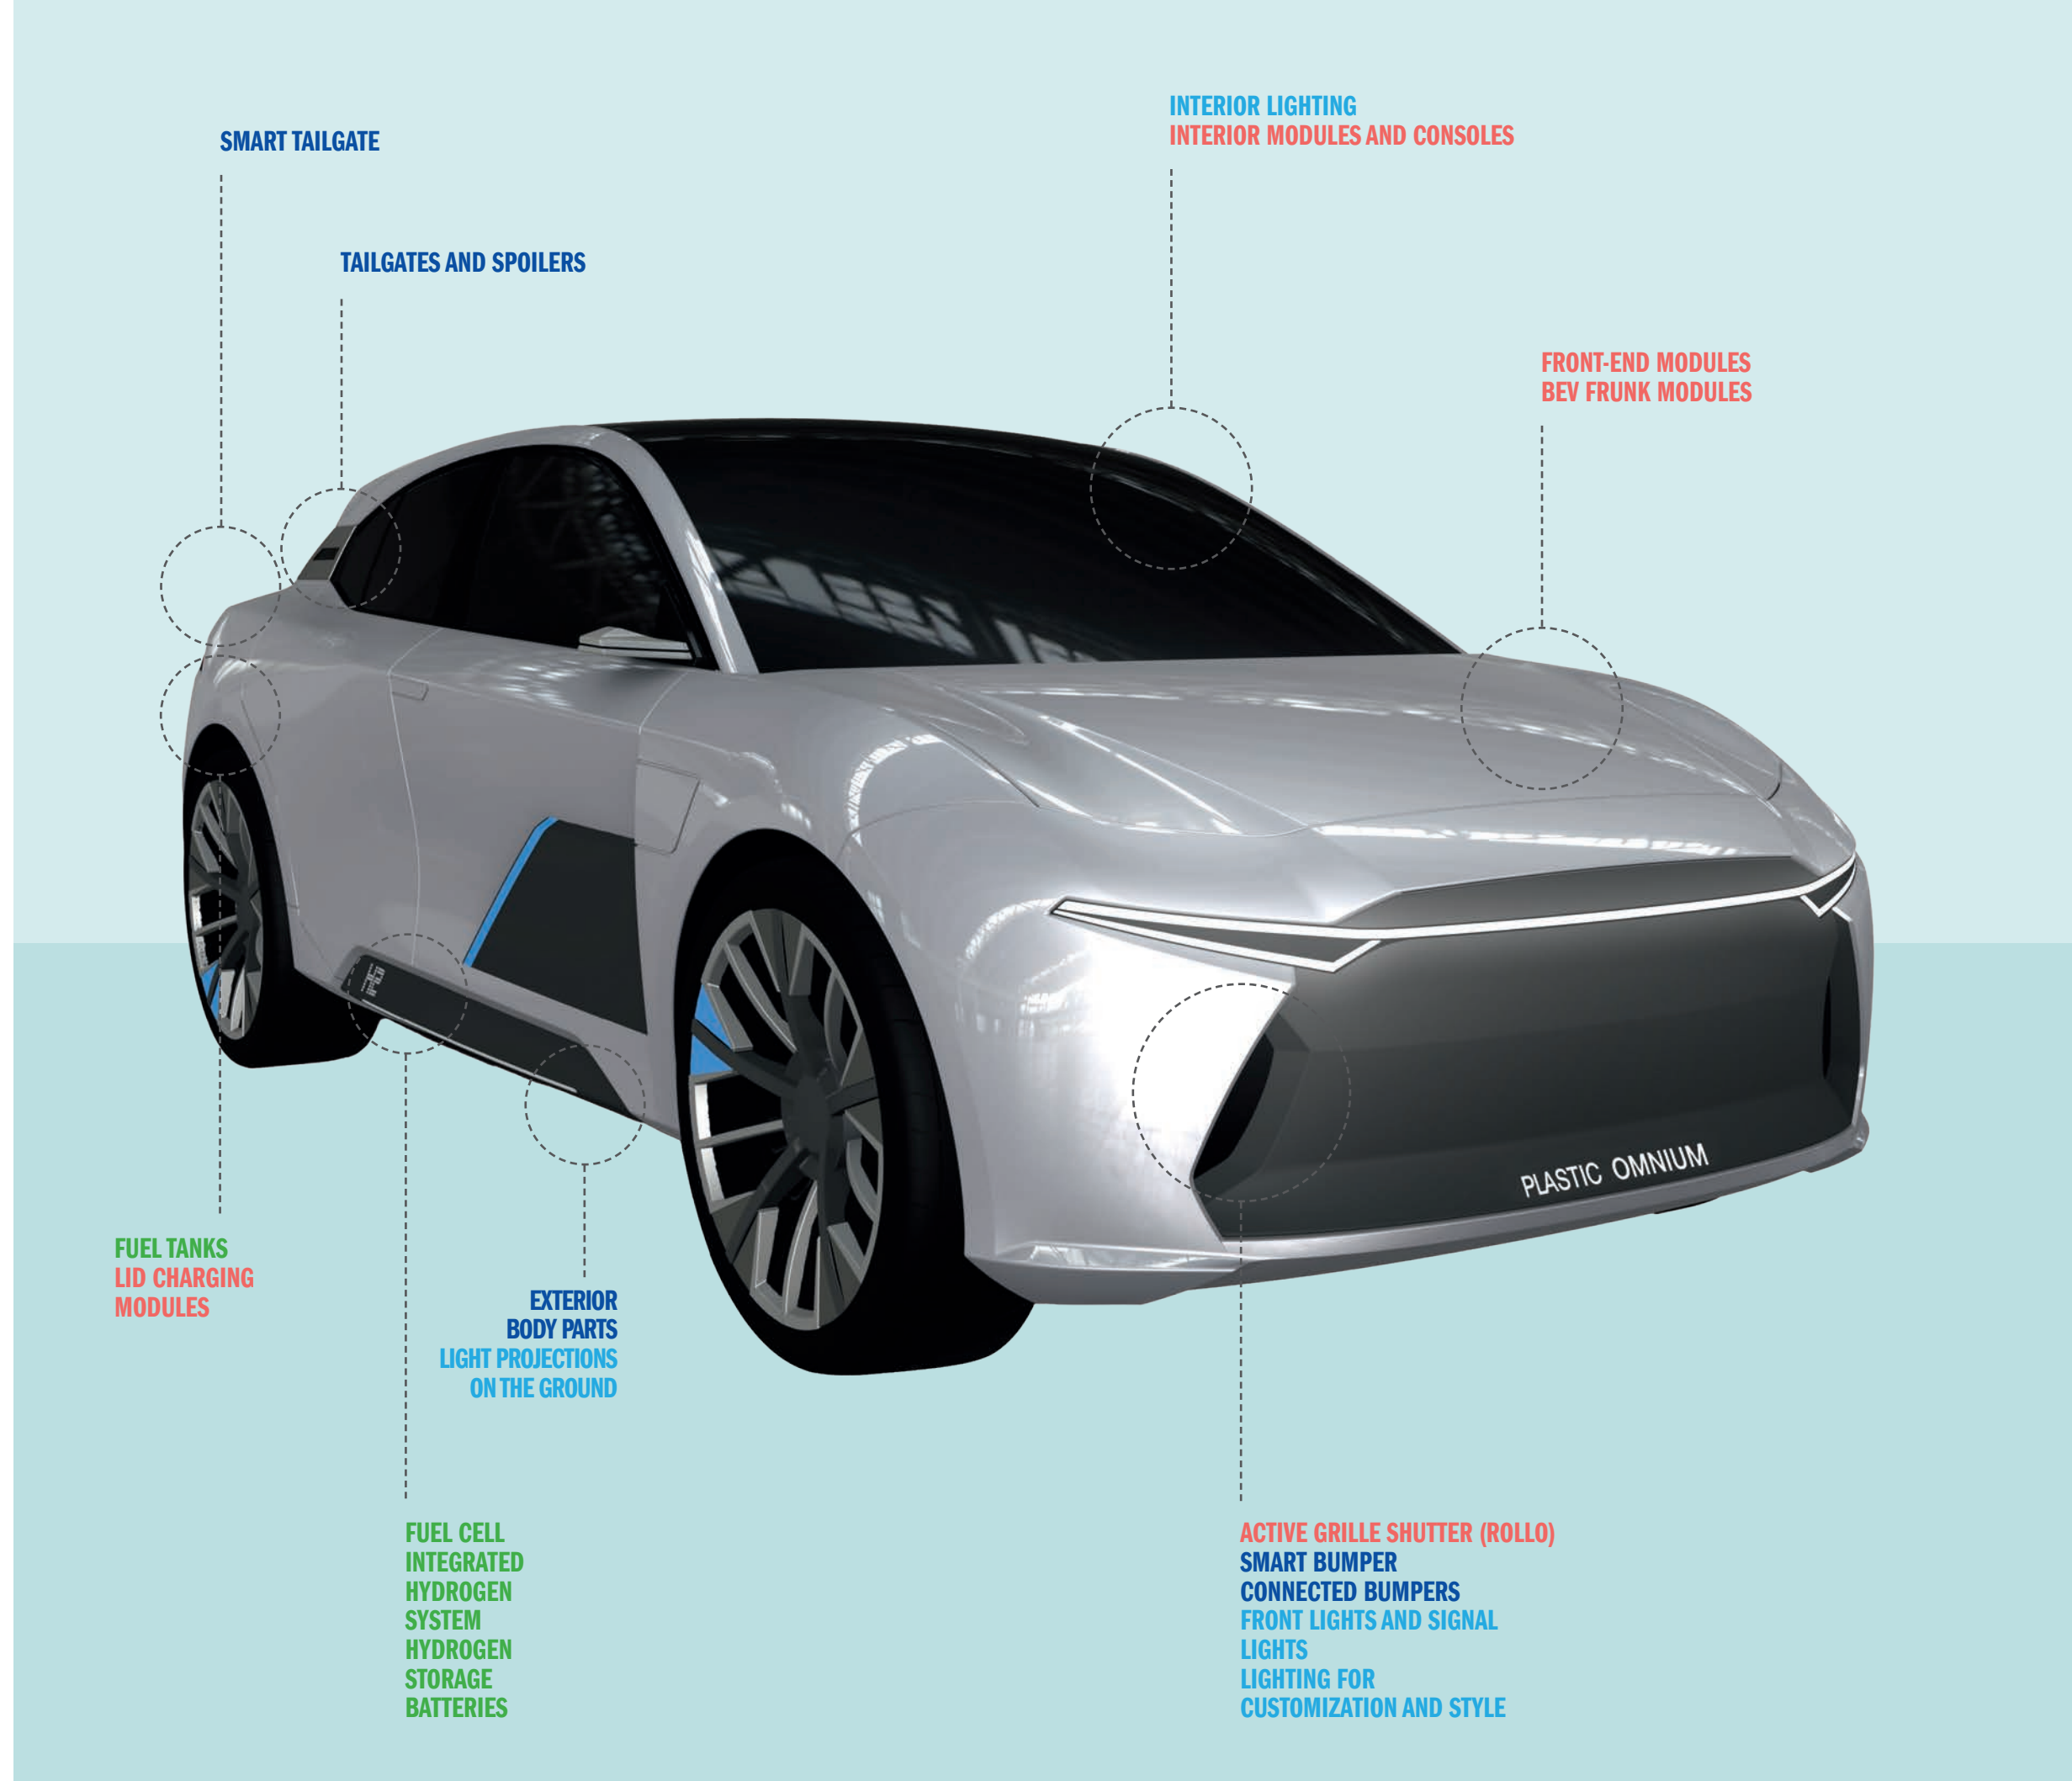 INTERIOR LIGHTING
INTERIOR MODULES AND CONSOLES
SMART TAILGATE
TAILGATES AND SPOILERS
FRONT-END MODULES
BEV FRUNK MODULES
PLASTIC OMNIUM
FUEL TANKS
LID CHARGING
MODULES
EXTERIOR
BODY PARTS
LIGHT PROJECTIONS
ON THE GROUND
FUEL CELL
INTEGRATED
HYDROGEN
SYSTEM
HYDROGEN
STORAGE
BATTERIES
ACTIVE GRILLE SHUTTER (ROLLO)
SMART BUMPER
CONNECTED BUMPERS
FRONT LIGHTS AND SIGNAL
LIGHTS
LIGHTING FOR
CUSTOMIZATION AND STYLE